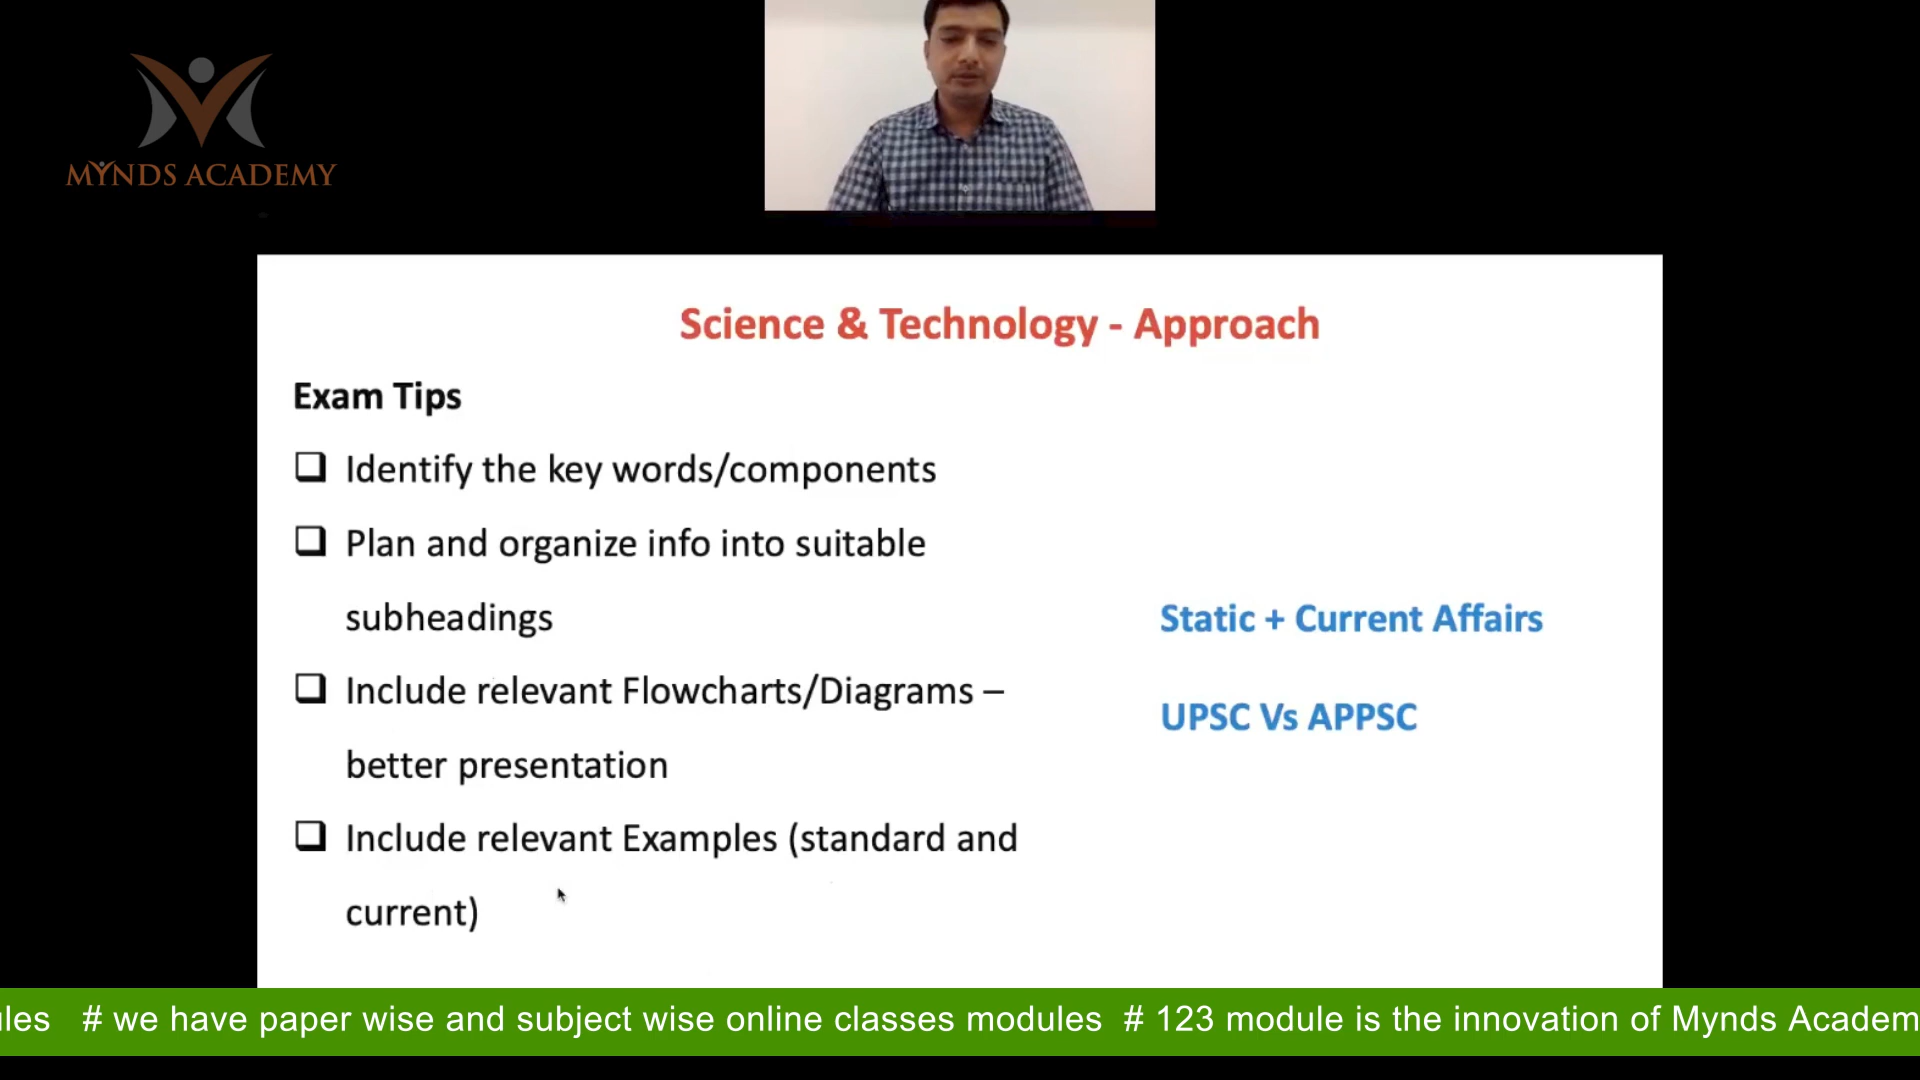 MYNDS ACADEMY
Science & Technology - Approach
Exam Tips
Identify the key words/components
Plan and organize info into suitable
subheadings
Include relevant Flowcharts/Diagrams –
better presentation
Include relevant Examples (standard and
current)
Static + Current Affairs
UPSC Vs APPSC
les # we have paper wise and subject wise online classes modules # 123 module is the innovation of Mynds Academ